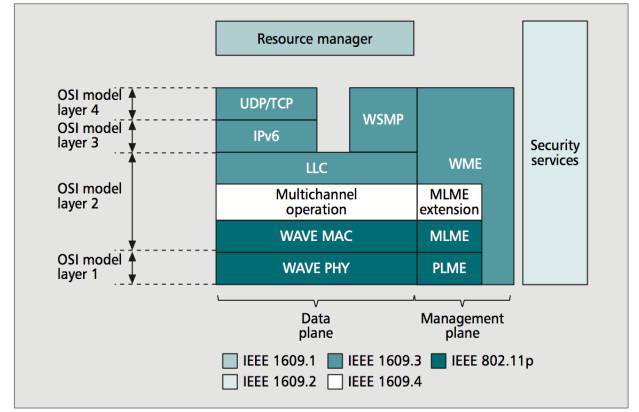 Resource manager
OSI model
layer 4
UDP/TCP
WSMP
OSI model
layer 3
IPv6
WME
Security
services
LLC
OSI model
layer 2
Multichannel
operation
MLME
extension
WAVE MAC
MLME
OSI model
layer 1
WAVE PHY
PLME
Data
plane
Management
plane
IEEE 1609.1
IEEE 1609.3
IEEE 802.11p
IEEE 1609.2
IEEE 1609.4